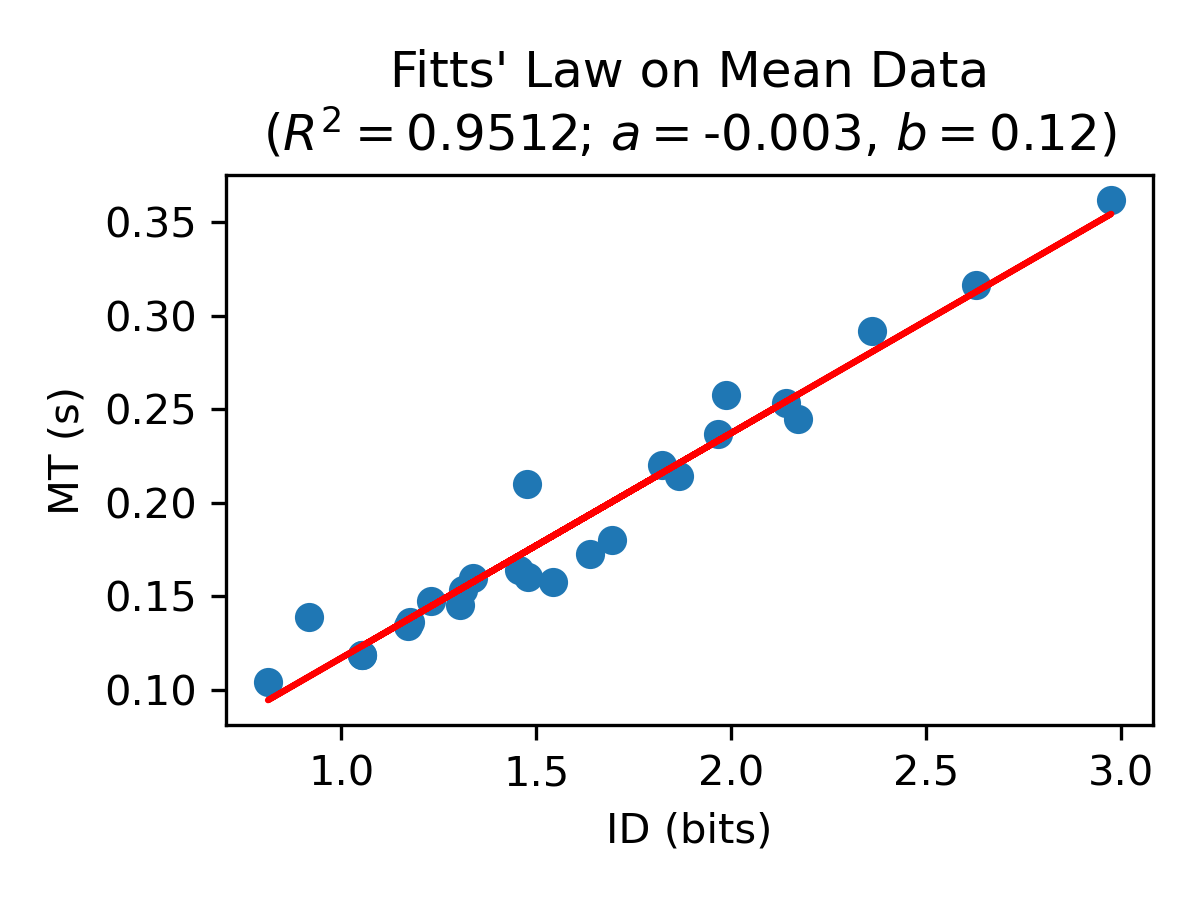 Fitts' Law on Mean Data
(R² = 0.9512; a = -0.003, b = 0.12)
0.35
0.30
0.25
0.20
0.15
0.10
MT (s)
1.0 1.5 2.0 2.5 3.0
ID (bits)